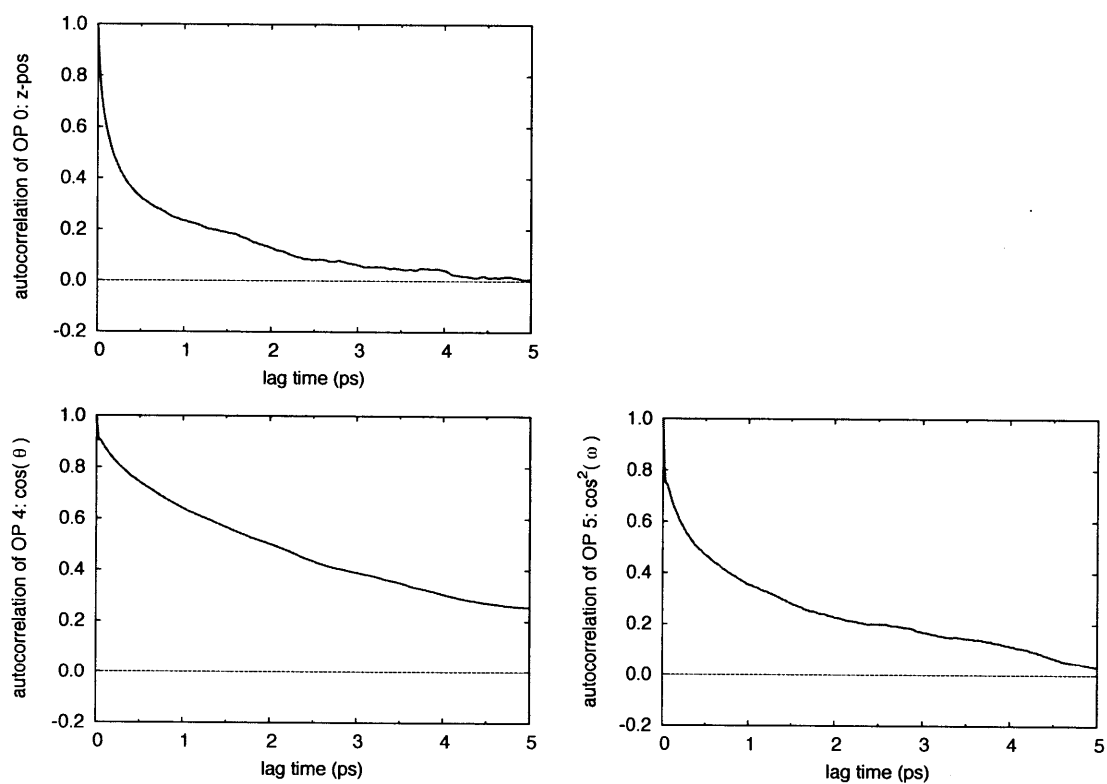 autocorrelation of OP 0: z-pos
1.0
0.8
0.6
0.4
0.2
0.0
-0.2
0 1 2 3 4 5
lag time (ps)
autocorrelation of OP 4: cos( θ )
1.0
0.8
0.6
0.4
0.2
0.0
-0.2
0 1 2 3 4 5
lag time (ps)
autocorrelation of OP 5: cos²( ω )
1.0
0.8
0.6
0.4
0.2
0.0
-0.2
0 1 2 3 4 5
lag time (ps)